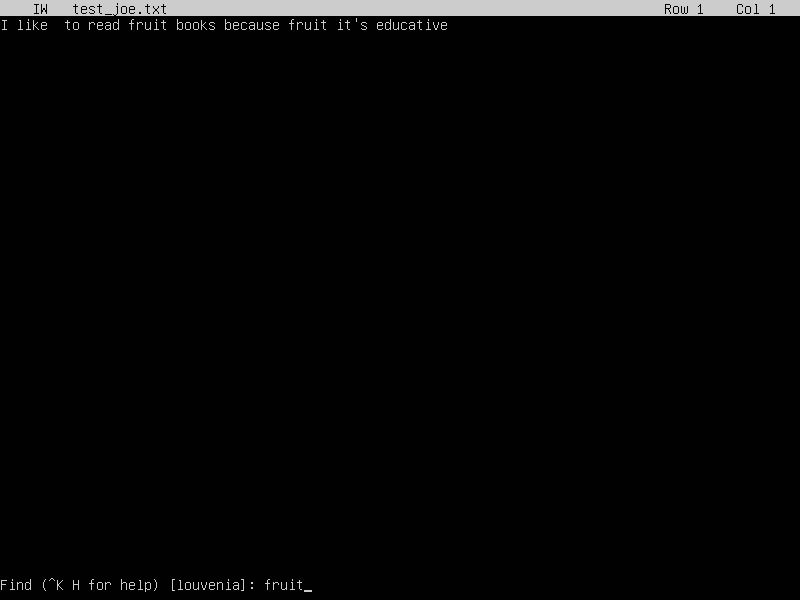 IW   test_joe.txt   Row 1    Col 1
I like  to read fruit books because fruit it's educative
Find (^K H for help) [louvenia]: fruit_